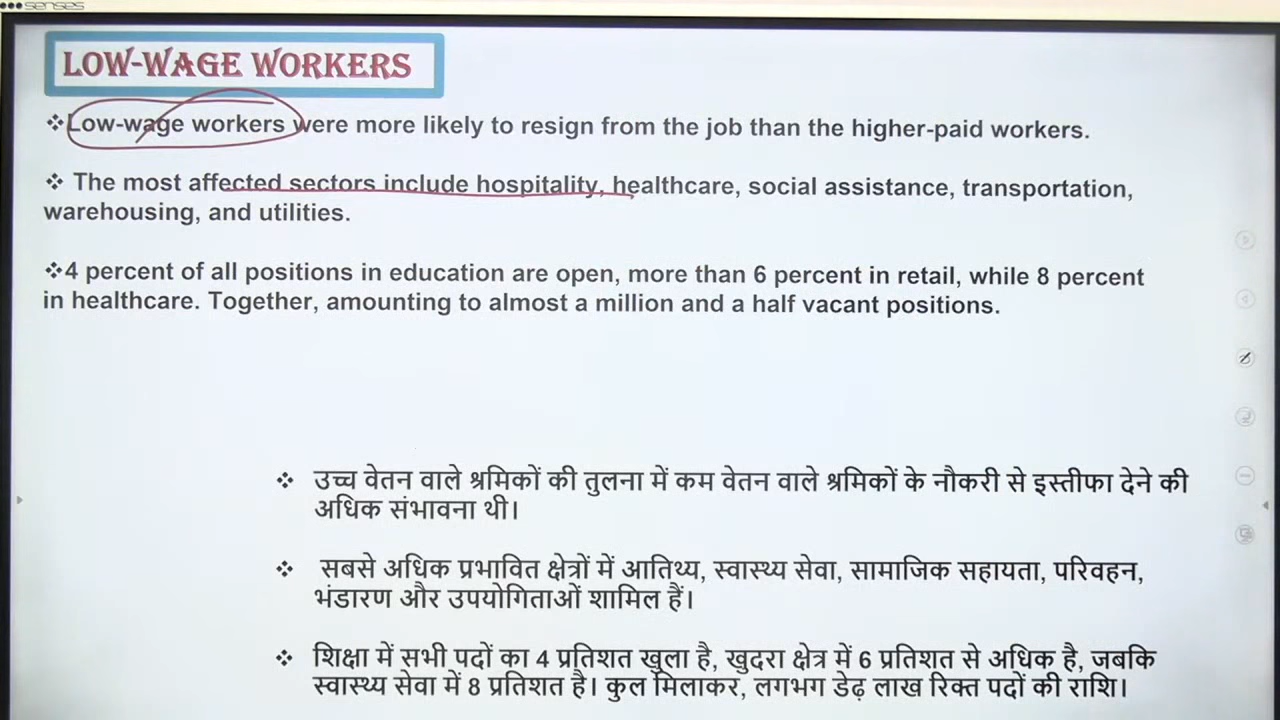 senses
LOW-WAGE WORKERS
❖Low-wage workers were more likely to resign from the job than the higher-paid workers.
❖ The most affected sectors include hospitality, healthcare, social assistance, transportation,
warehousing, and utilities.
❖4 percent of all positions in education are open, more than 6 percent in retail, while 8 percent
in healthcare. Together, amounting to almost a million and a half vacant positions.
❖ उच्च वेतन वाले श्रमिकों की तुलना में कम वेतन वाले श्रमिकों के नौकरी से इस्तीफा देने की
अधिक संभावना थी।
❖ सबसे अधिक प्रभावित क्षेत्रों में आतिथ्य, स्वास्थ्य सेवा, सामाजिक सहायता, परिवहन,
भंडारण और उपयोगिताओं शामिल हैं।
❖ शिक्षा में सभी पदों का 4 प्रतिशत खुला है, खुदरा क्षेत्र में 6 प्रतिशत से अधिक है, जबकि
स्वास्थ्य सेवा में 8 प्रतिशत है। कुल मिलाकर, लगभग डेढ़ लाख रिक्त पदों की राशि।